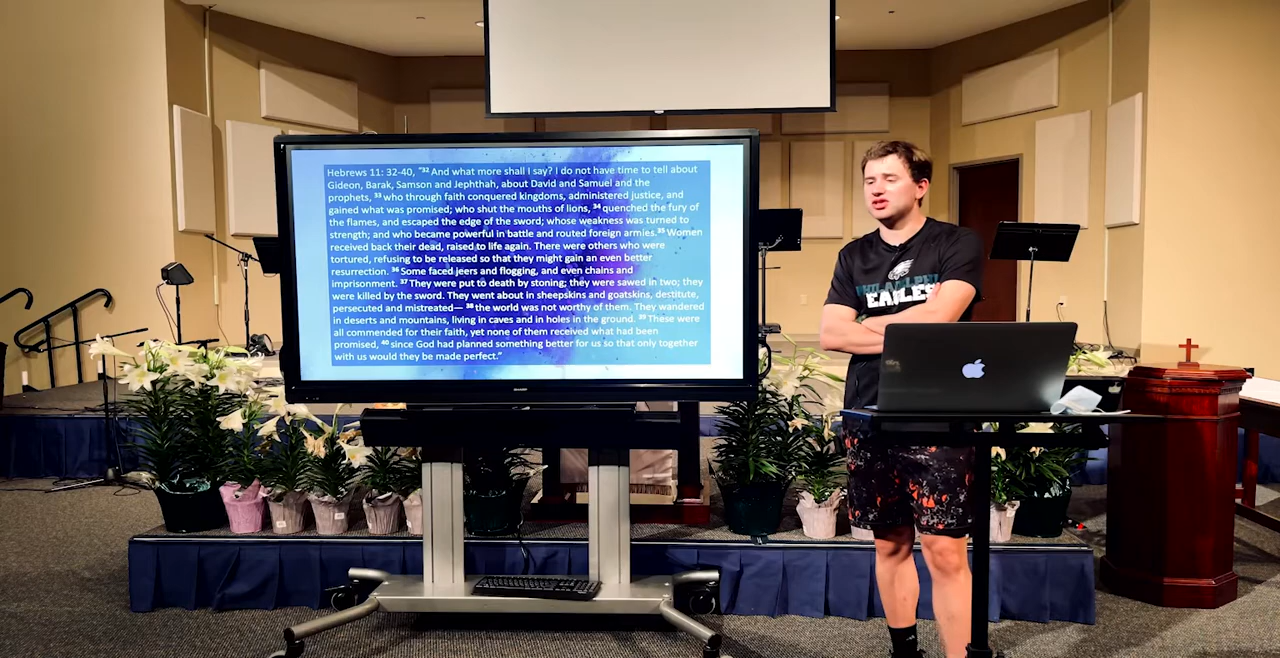 Hebrews 11: 32-40, "³² And what more shall I say? I do not have time to tell about
Gideon, Barak, Samson and Jephthah, about David and Samuel and the
prophets, ³³ who through faith conquered kingdoms, administered justice, and
gained what was promised; who shut the mouths of lions, ³⁴ quenched the fury of
the flames, and escaped the edge of the sword; whose weakness was turned to
strength; and who became powerful in battle and routed foreign armies. ³⁵ Women
received back their dead, raised to life again. There were others who were
tortured, refusing to be released so that they might gain an even better
resurrection. ³⁶ Some faced jeers and flogging, and even chains and
imprisonment. ³⁷ They were put to death by stoning; they were sawed in two; they
were killed by the sword. They went about in sheepskins and goatskins, destitute,
persecuted and mistreated— ³⁸ the world was not worthy of them. They wandered
in deserts and mountains, living in caves and in holes in the ground. ³⁹ These were
all commended for their faith, yet none of them received what had been
promised, ⁴⁰ since God had planned something better for us so that only together
with us would they be made perfect."
SHARP
PHILADELPHIA
EAGLES